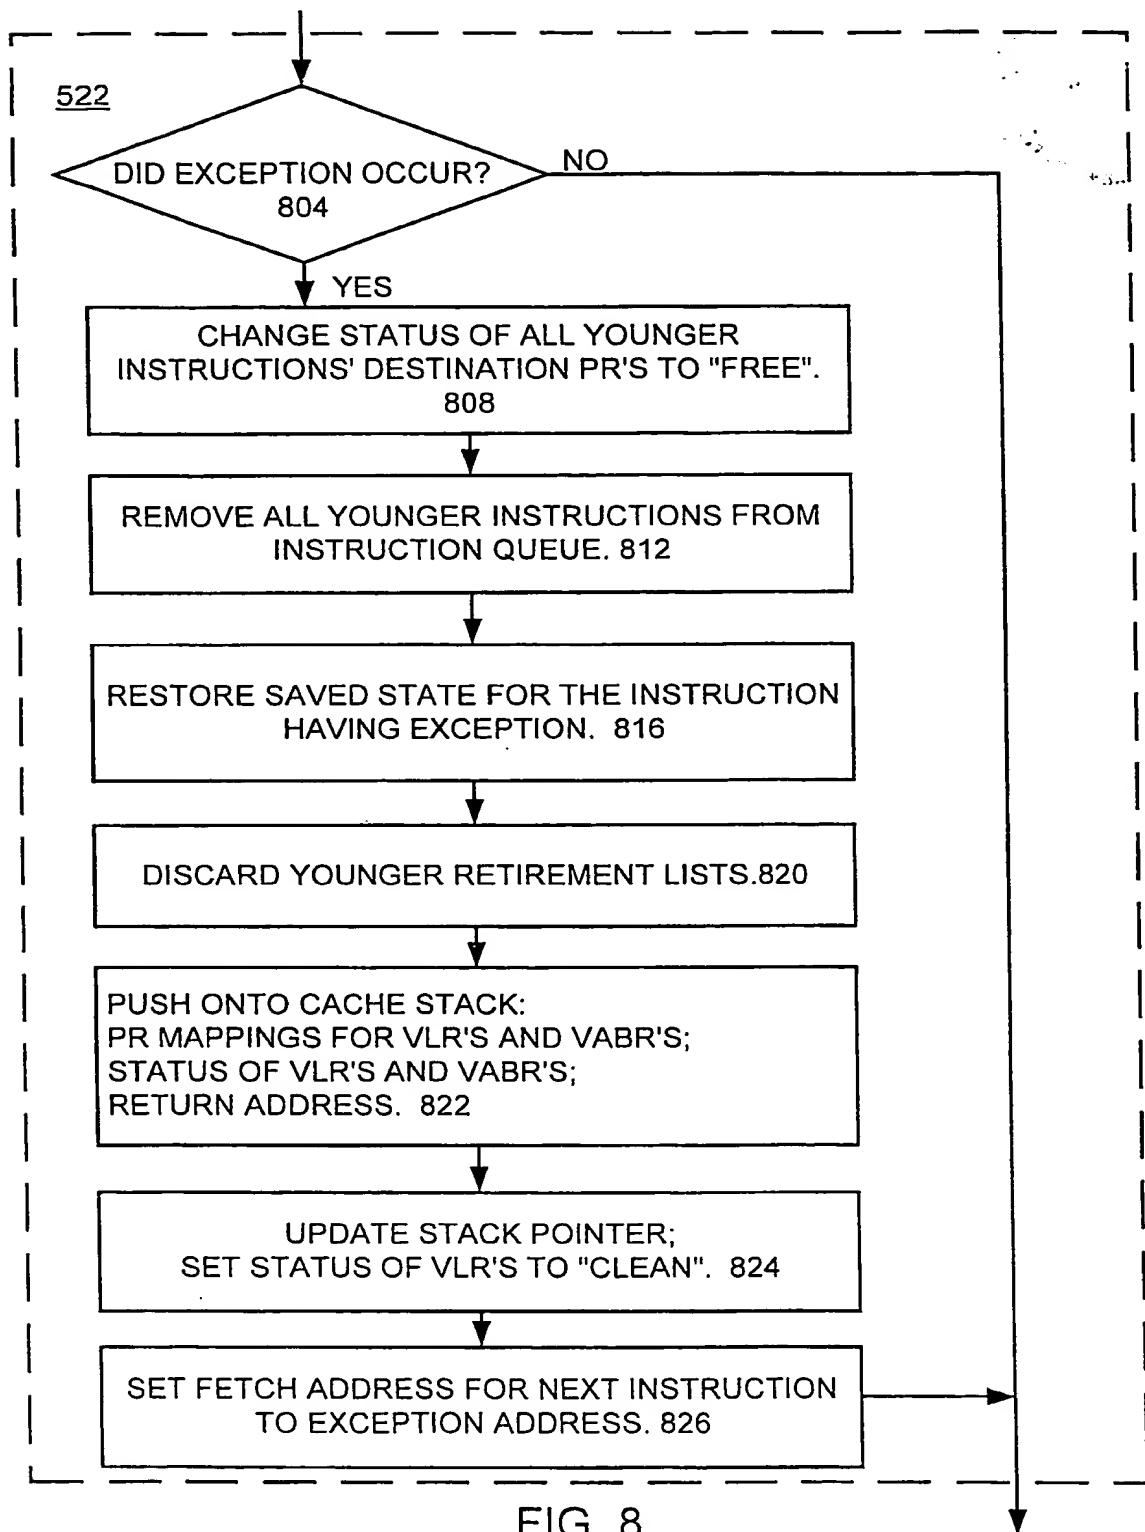 522
DID EXCEPTION OCCUR?
804
NO
YES
CHANGE STATUS OF ALL YOUNGER
INSTRUCTIONS' DESTINATION PR'S TO "FREE".
808
REMOVE ALL YOUNGER INSTRUCTIONS FROM
INSTRUCTION QUEUE. 812
RESTORE SAVED STATE FOR THE INSTRUCTION
HAVING EXCEPTION. 816
DISCARD YOUNGER RETIREMENT LISTS.820
PUSH ONTO CACHE STACK:
PR MAPPINGS FOR VLR'S AND VABR'S;
STATUS OF VLR'S AND VABR'S;
RETURN ADDRESS. 822
UPDATE STACK POINTER;
SET STATUS OF VLR'S TO "CLEAN". 824
SET FETCH ADDRESS FOR NEXT INSTRUCTION
TO EXCEPTION ADDRESS. 826
FIG. 8